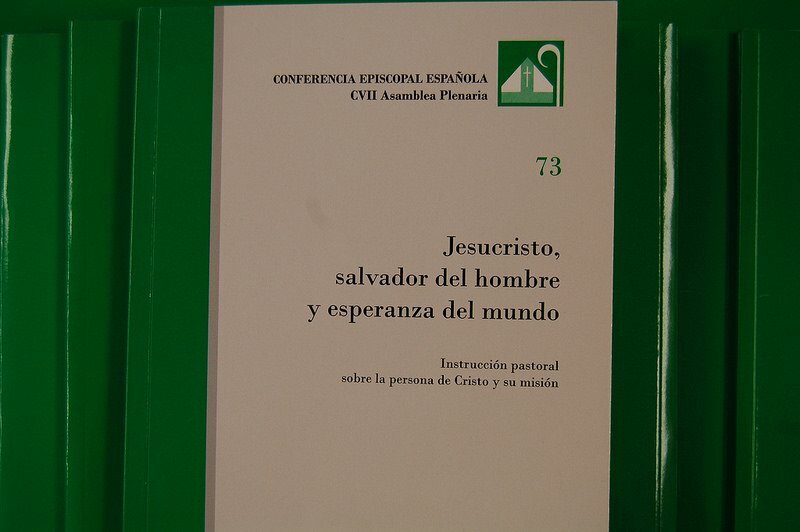 CONFERENCIA EPISCOPAL ESPAÑOLA
CVII Asamblea Plenaria
73
Jesucristo,
salvador del hombre
y esperanza del mundo
Instrucción pastoral
sobre la persona de Cristo y su misión